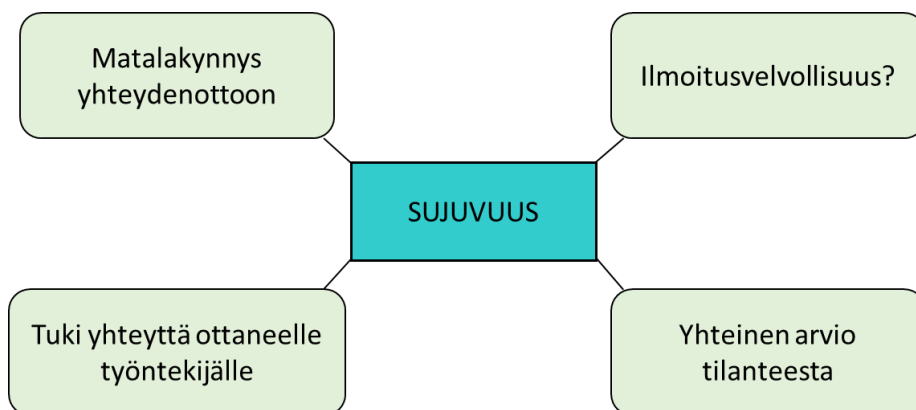 Matalakynnys
yhteydenottoon
Ilmoitusvelvollisuus?
SUJUVUUS
Tuki yhteyttä ottaneelle
työntekijälle
Yhteinen arvio
tilanteesta